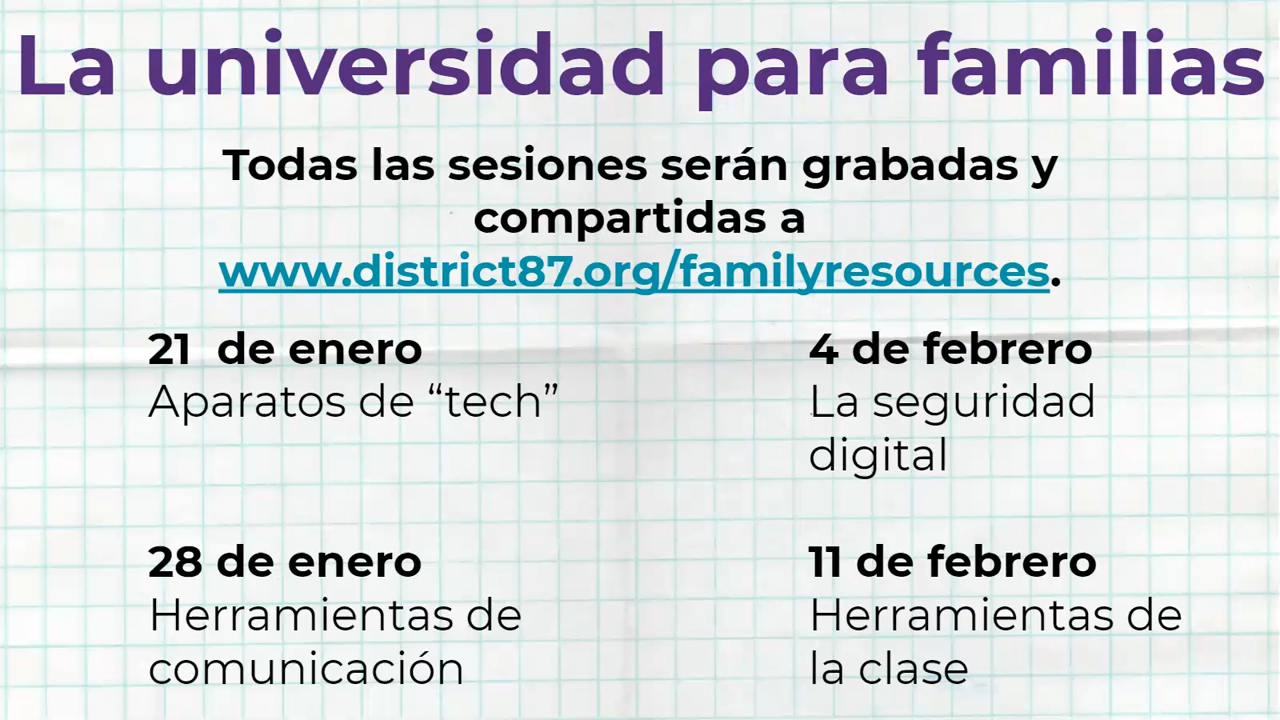 La universidad para familias
Todas las sesiones serán grabadas y
compartidas a
www.district87.org/familyresources.
21  de enero
Aparatos de “tech”
28 de enero
Herramientas de
comunicación
4 de febrero
La seguridad
digital
11 de febrero
Herramientas de
la clase